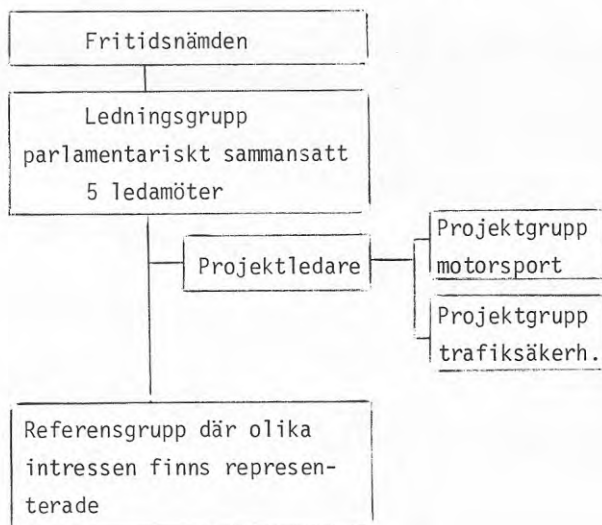 Fritidsnämden
Ledningsgrupp
parlamentariskt sammansatt
5 ledamöter
Projektledare
Projektgrupp
motorsport
Projektgrupp
trafiksäkerh.
Referensgrupp där olika
intressen finns represen-
terade